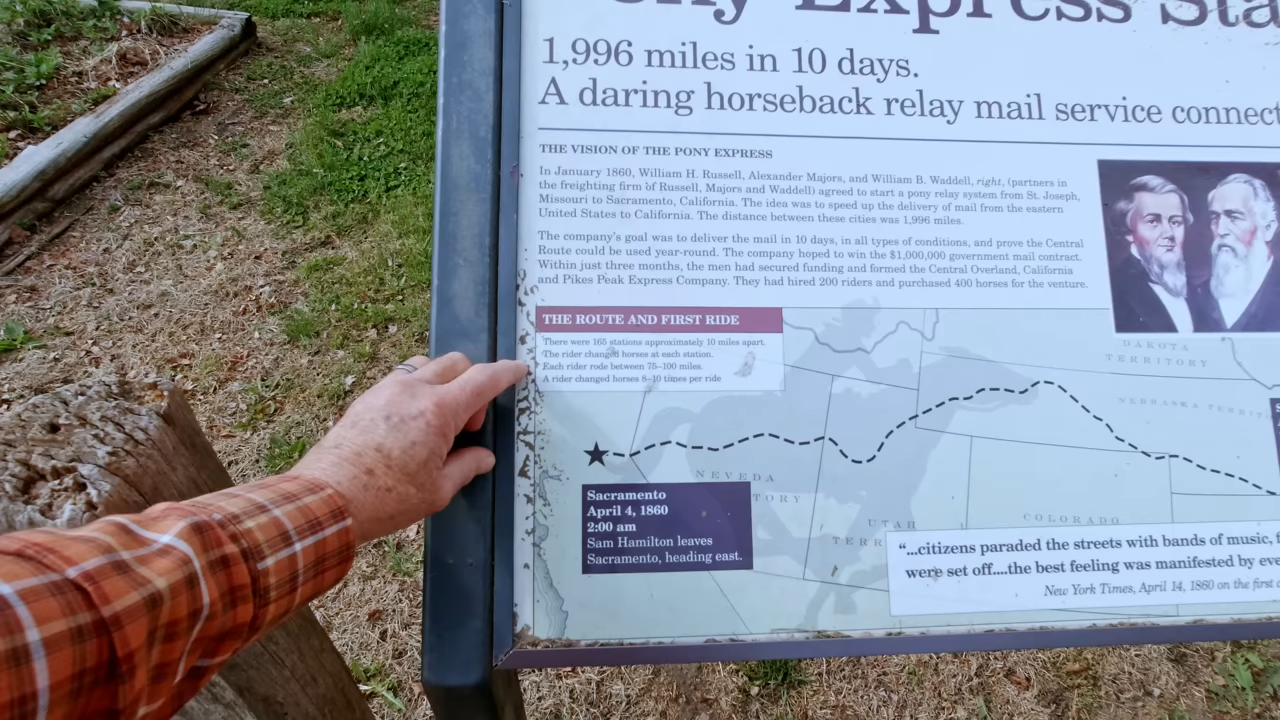 Pony Express Sta
1,996 miles in 10 days.
A daring horseback relay mail service connect
THE VISION OF THE PONY EXPRESS
In January 1860, William H. Russell, Alexander Majors, and William B. Waddell, right, (partners in
the freighting firm of Russell, Majors and Waddell) agreed to start a pony relay system from St. Joseph,
Missouri to Sacramento, California. The idea was to speed up the delivery of mail from the eastern
United States to California. The distance between these cities was 1,996 miles.
The company's goal was to deliver the mail in 10 days, in all types of conditions, and prove the Central
Route could be used year-round. The company hoped to win the $1,000,000 government mail contract.
Within just three months, the men had secured funding and formed the Central Overland, California
and Pikes Peak Express Company. They had hired 200 riders and purchased 400 horses for the venture.
THE ROUTE AND FIRST RIDE
There were 165 stations approximately 10 miles apart.
The rider changed horses at each station.
Each rider rode between 75–100 miles.
A rider changed horses 8–10 times per ride
DAKOTA
TERRITORY
NEBRASKA TERRIT
NEVEDA
TORY
Sacramento
April 4, 1860
2:00 am
Sam Hamilton leaves
Sacramento, heading east.
UTAH
TERR
COLORADO
“...citizens paraded the streets with bands of music, f
were set off....the best feeling was manifested by eve
New York Times, April 14, 1860 on the first